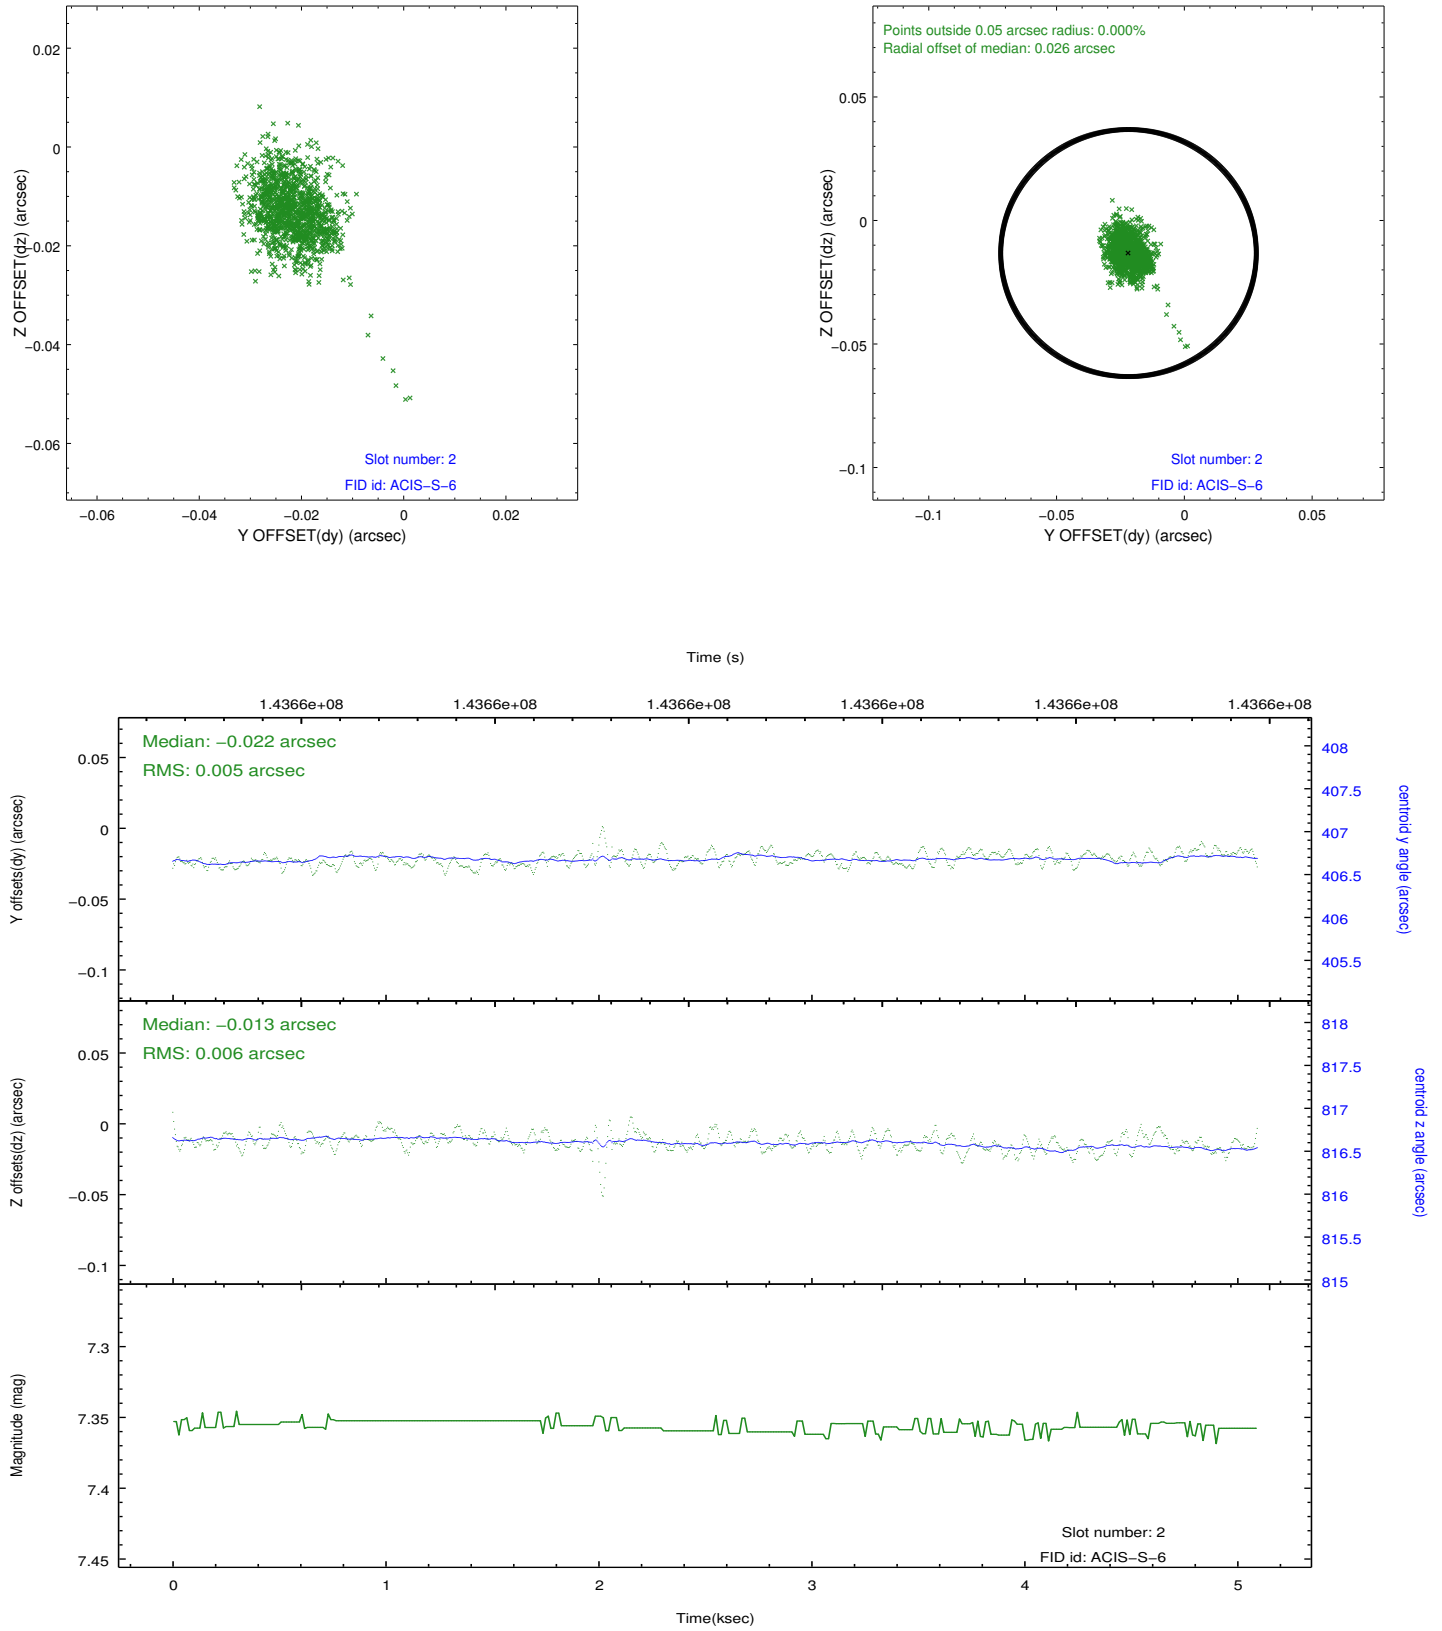 0.02
0
−0.02
−0.04
−0.06
Z OFFSET(dz) (arcsec)
Slot number: 2
FID id: ACIS−S−6
−0.06
−0.04
−0.02
0
0.02
Y OFFSET(dy) (arcsec)
Points outside 0.05 arcsec radius: 0.000%
Radial offset of median: 0.026 arcsec
0.05
0
−0.05
−0.1
Z OFFSET(dz) (arcsec)
Slot number: 2
FID id: ACIS−S−6
−0.1
−0.05
0
0.05
Y OFFSET(dy) (arcsec)
Time (s)
1.4366e+08 1.4366e+08 1.4366e+08 1.4366e+08 1.4366e+08 1.4366e+08
Median: −0.022 arcsec
RMS: 0.005 arcsec
0.05
0
−0.05
−0.1
Y offsets(dy) (arcsec)
408
407.5
407
406.5
406
405.5
centroid y angle (arcsec)
Median: −0.013 arcsec
RMS: 0.006 arcsec
0.05
0
−0.05
−0.1
Z offsets(dz) (arcsec)
818
817.5
817
816.5
816
815.5
815
centroid z angle (arcsec)
7.3
7.35
7.4
7.45
Magnitude (mag)
Slot number: 2
FID id: ACIS−S−6
0 1 2 3 4 5
Time(ksec)